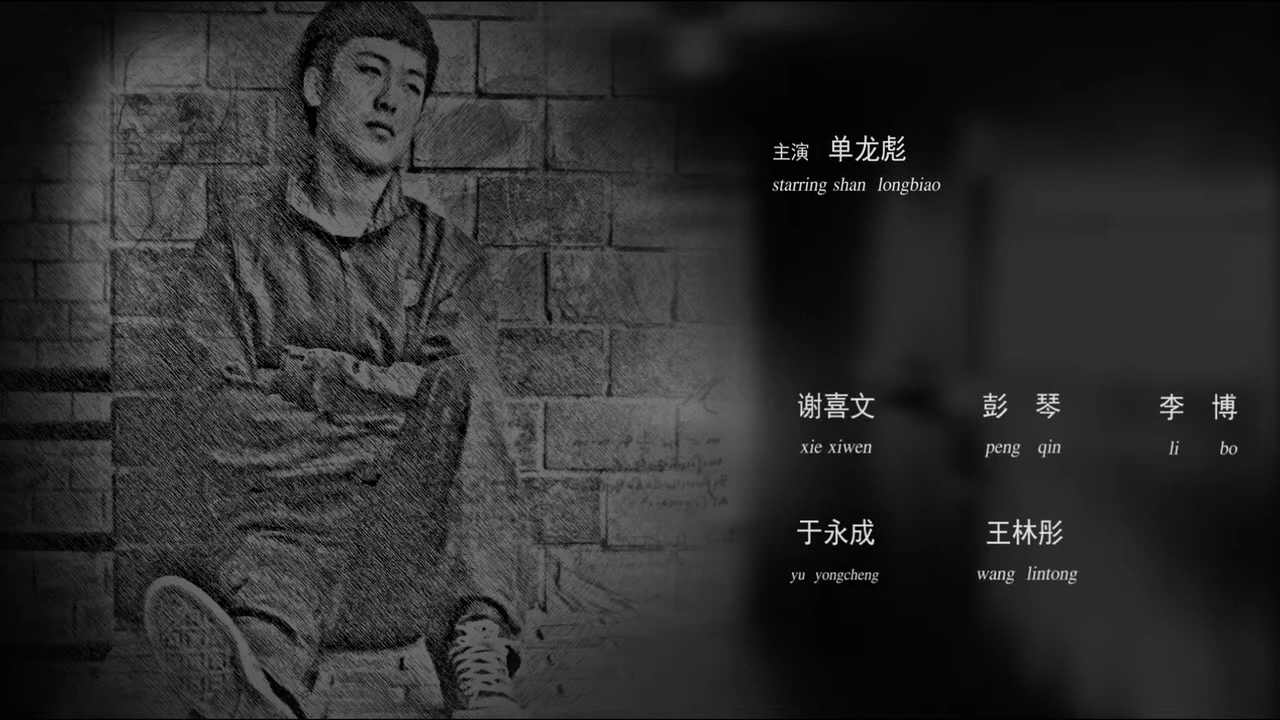 主演 单龙彪
starring shan longbiao
谢喜文 彭 琴 李 博
xie xiwen peng qin li bo
于永成 王林彤
yu yongcheng wang lintong